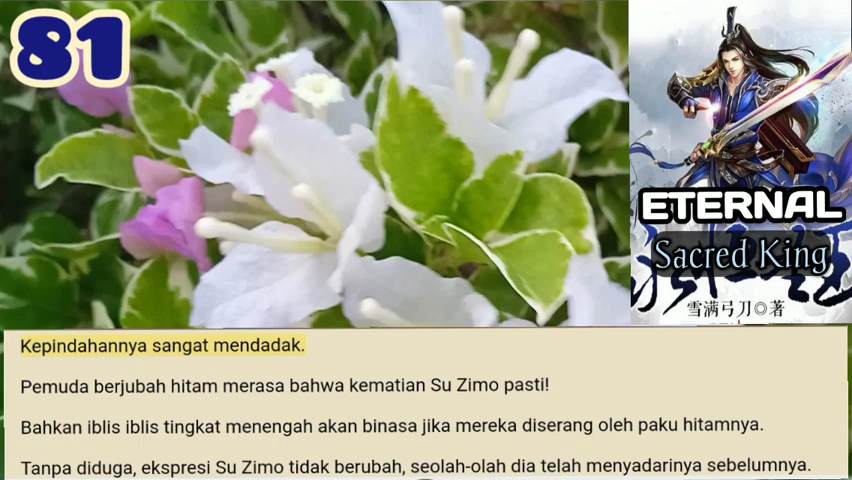 81
ETERNAL
Sacred King
雪满弓刀◎著
Kepindahannya sangat mendadak.
Pemuda berjubah hitam merasa bahwa kematian Su Zimo pasti!
Bahkan iblis iblis tingkat menengah akan binasa jika mereka diserang oleh paku hitamnya.
Tanpa diduga, ekspresi Su Zimo tidak berubah, seolah-olah dia telah menyadarinya sebelumnya.